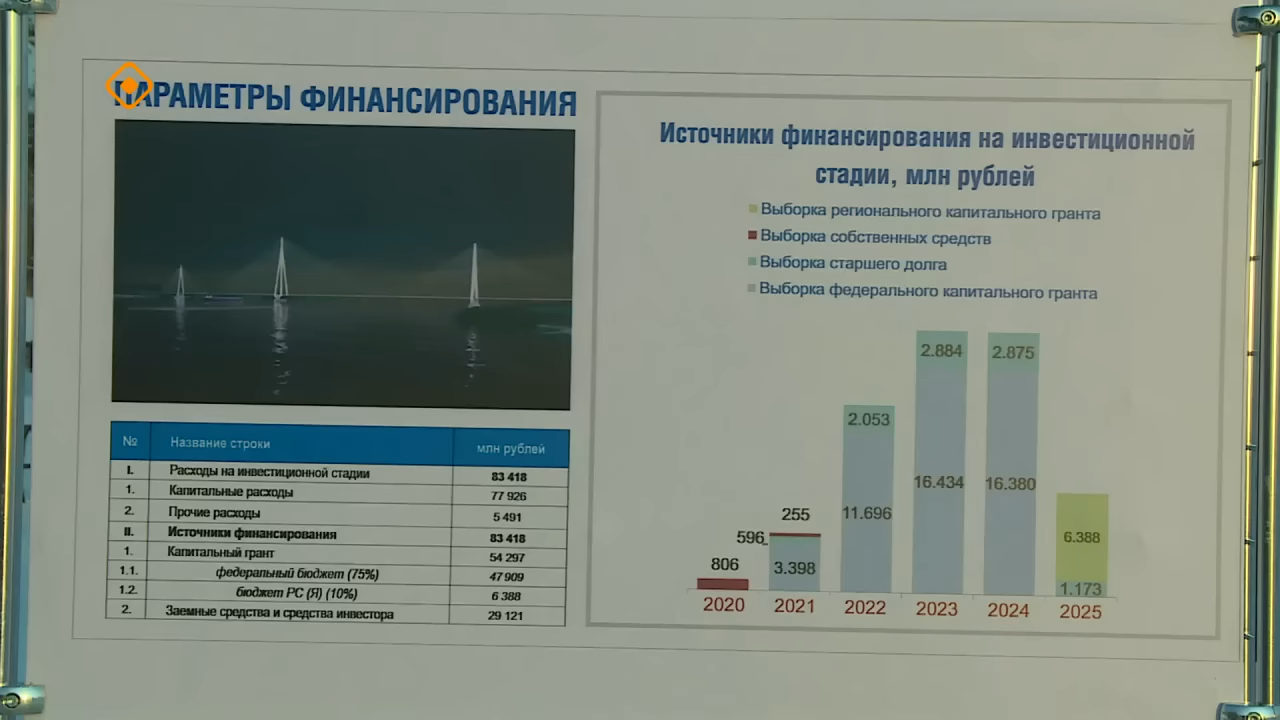 ПАРАМЕТРЫ ФИНАНСИРОВАНИЯ
№ Название строки млн рублей
I. Расходы на инвестиционной стадии 83 418
1. Капитальные расходы 77 926
2. Прочие расходы 5 491
II. Источники финансирования 83 418
1. Капитальный грант 54 297
1.1. федеральный бюджет (75%) 47 909
1.2. бюджет РС (Я) (10%) 6 388
2. Заемные средства и средства инвестора 29 121
Источники финансирования на инвестиционной
стадии, млн рублей
Выборка регионального капитального гранта
Выборка собственных средств
Выборка старшего долга
Выборка федерального капитального гранта
2.884 2.875
2.053
16.434 16.380
11.696
255
596
6.388
806
3.398
1.173
2020 2021 2022 2023 2024 2025